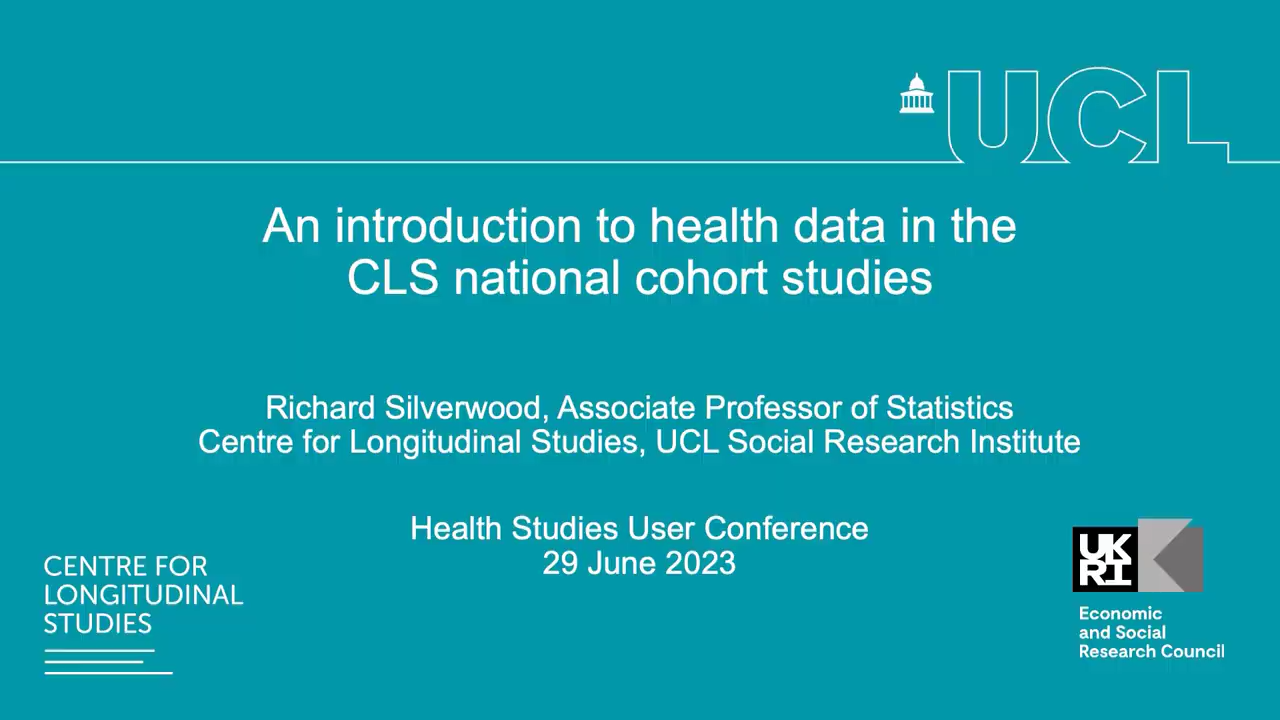 UCL
An introduction to health data in the
CLS national cohort studies
Richard Silverwood, Associate Professor of Statistics
Centre for Longitudinal Studies, UCL Social Research Institute
Health Studies User Conference
29 June 2023
CENTRE FOR
LONGITUDINAL
STUDIES
UK
RI
Economic
and Social
Research Council